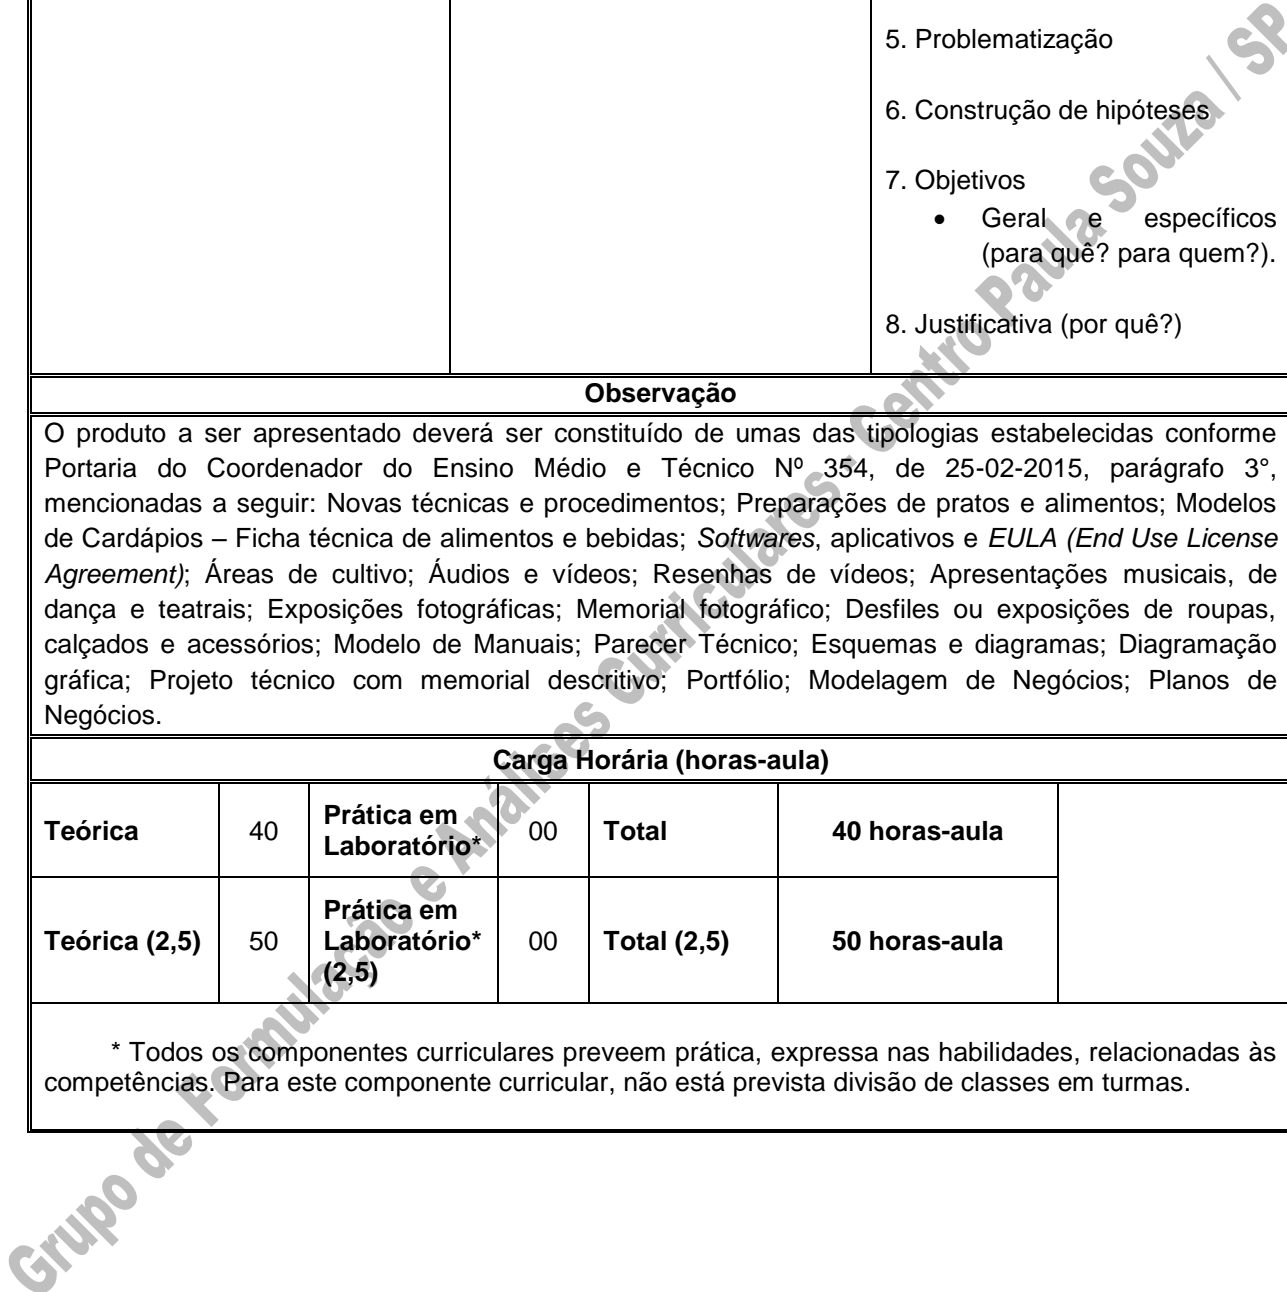 5. Problematização
6. Construção de hipóteses
7. Objetivos
• Geral e específicos
(para quê? para quem?).
8. Justificativa (por quê?)
Observação
O produto a ser apresentado deverá ser constituído de umas das tipologias estabelecidas conforme
Portaria do Coordenador do Ensino Médio e Técnico Nº 354, de 25-02-2015, parágrafo 3°,
mencionadas a seguir: Novas técnicas e procedimentos; Preparações de pratos e alimentos; Modelos
de Cardápios – Ficha técnica de alimentos e bebidas; Softwares, aplicativos e EULA (End Use License
Agreement); Áreas de cultivo; Áudios e vídeos; Resenhas de vídeos; Apresentações musicais, de
dança e teatrais; Exposições fotográficas; Memorial fotográfico; Desfiles ou exposições de roupas,
calçados e acessórios; Modelo de Manuais; Parecer Técnico; Esquemas e diagramas; Diagramação
gráfica; Projeto técnico com memorial descritivo; Portfólio; Modelagem de Negócios; Planos de
Negócios.
Carga Horária (horas-aula)
Teórica 40 Prática em
Laboratório* 00 Total 40 horas-aula
Teórica (2,5) 50 Prática em
Laboratório*
(2,5) 00 Total (2,5) 50 horas-aula
* Todos os componentes curriculares preveem prática, expressa nas habilidades, relacionadas às
competências. Para este componente curricular, não está prevista divisão de classes em turmas.
Grupo de Formulação e Análises Curriculares - Centro Paula Souza / SP